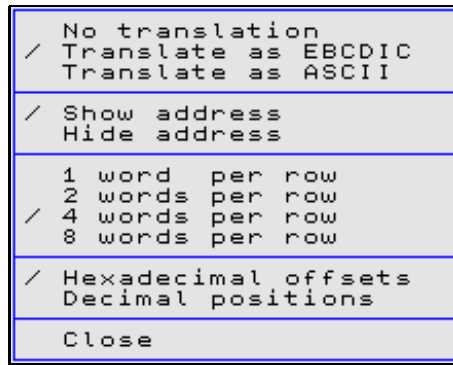 No translation
/ Translate as EBCDIC
Translate as ASCII
/ Show address
Hide address
1 word per row
2 words per row
/ 4 words per row
8 words per row
/ Hexadecimal offsets
Decimal positions
Close